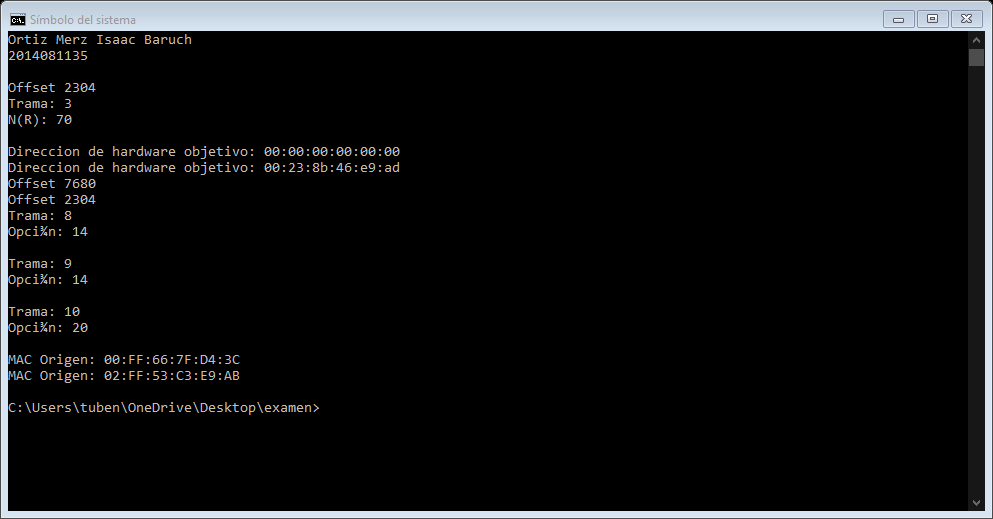 Símbolo del sistema
Ortiz Merz Isaac Baruch
2014081135
Offset 2304
Trama: 3
N(R): 70
Direccion de hardware objetivo: 00:00:00:00:00:00
Direccion de hardware objetivo: 00:23:8b:46:e9:ad
Offset 7680
Offset 2304
Trama: 8
Opci¾n: 14
Trama: 9
Opci¾n: 14
Trama: 10
Opci¾n: 20
MAC Origen: 00:FF:66:7F:D4:3C
MAC Origen: 02:FF:53:C3:E9:AB
C:\Users\tuben\OneDrive\Desktop\examen>